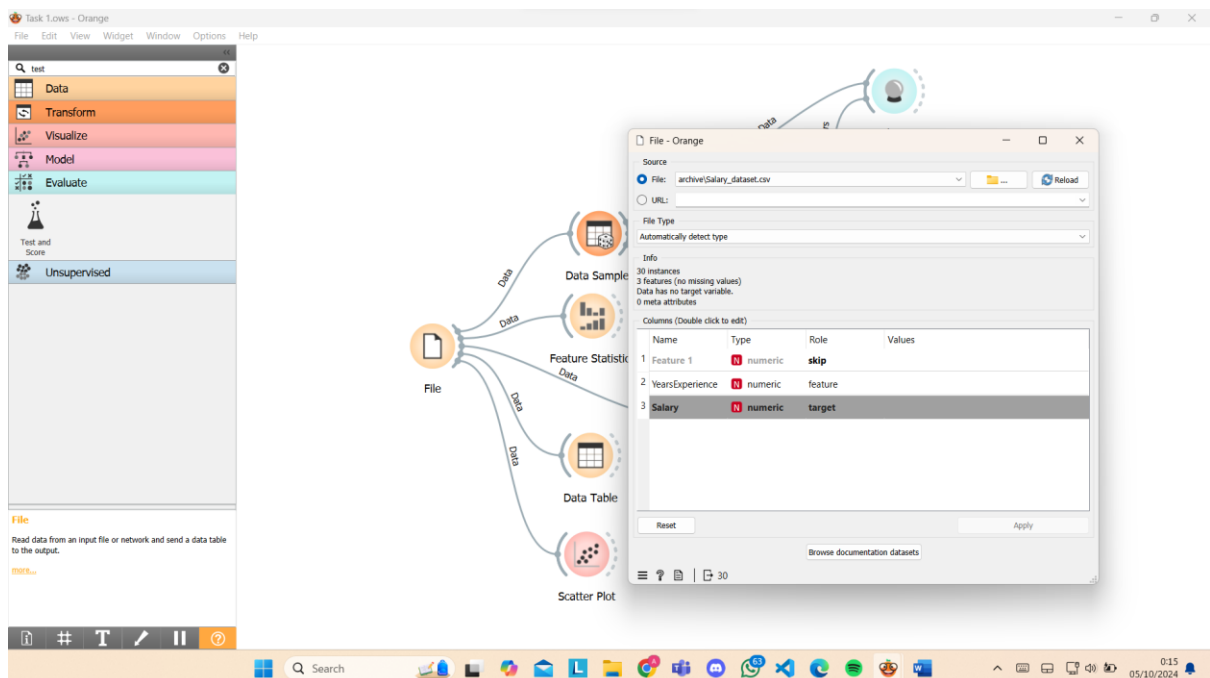 Task 1.ows - Orange
File Edit View Widget Window Options Help
test
Data
Transform
Visualize
Model
Evaluate
Test and
Score
Unsupervised
File
Read data from an input file or network and send a data table
to the output.
more...
File
Data
Data
Data
Data
Data
Data
Data Sample
Feature Statistic
Data Table
Scatter Plot
File - Orange
Source
File: archive\Salary_dataset.csv
... Reload
URL:
File Type
Automatically detect type
Info
30 instances
3 features (no missing values)
Data has no target variable.
0 meta attributes
Columns (Double click to edit)
Name Type Role Values
1 Feature 1 N numeric skip
2 YearsExperience N numeric feature
3 Salary N numeric target
Reset Apply
Browse documentation datasets
30
Search
63
0:15
05/10/2024